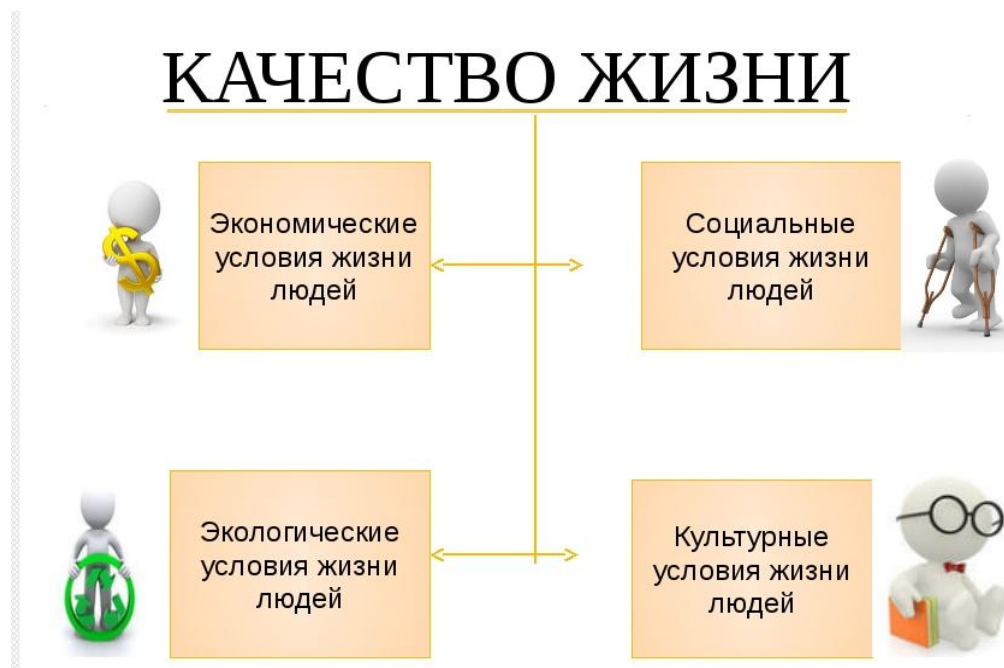 КАЧЕСТВО ЖИЗНИ
Экономические
условия жизни
людей
Социальные
условия жизни
людей
Экологические
условия жизни
людей
Культурные
условия жизни
людей